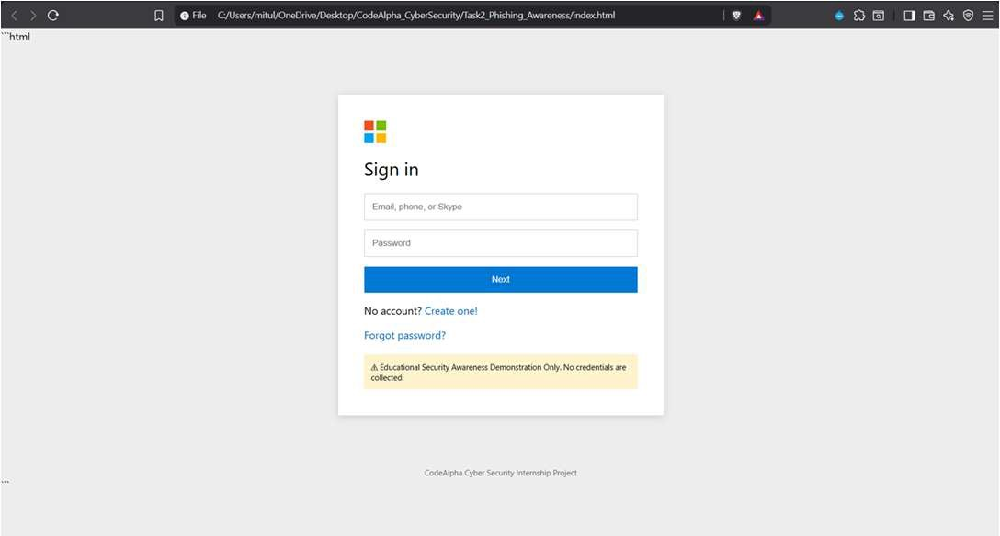 File C:/Users/mitul/OneDrive/Desktop/CodeAlpha_CyberSecurity/Task2_Phishing_Awareness/index.html
```html
Sign in
Email, phone, or Skype
Password
Next
No account? Create one!
Forgot password?
⚠ Educational Security Awareness Demonstration Only. No credentials are
collected.
CodeAlpha Cyber Security Internship Project
```